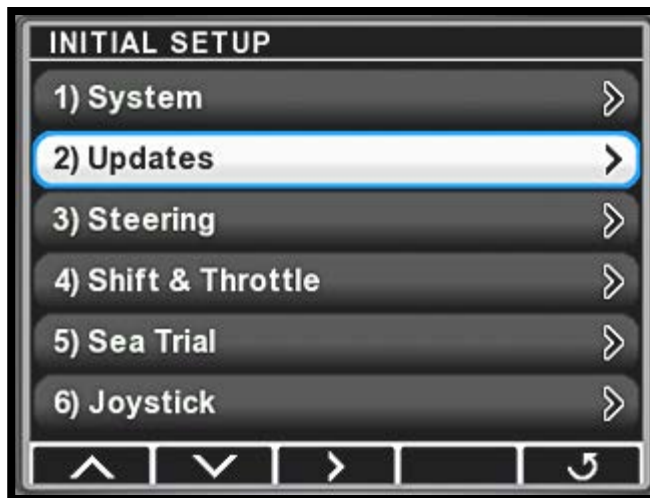 INITIAL SETUP
1) System
2) Updates
3) Steering
4) Shift & Throttle
5) Sea Trial
6) Joystick